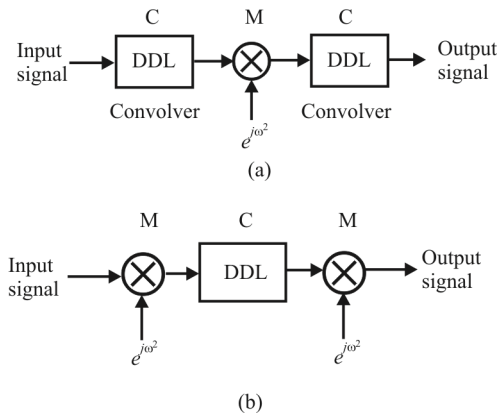 C M C
Input signal DDL DDL Output signal
Convolver Convolver
e^{jω²}
(a)
M C M
Input signal DDL Output signal
e^{jω²} e^{jω²}
(b)